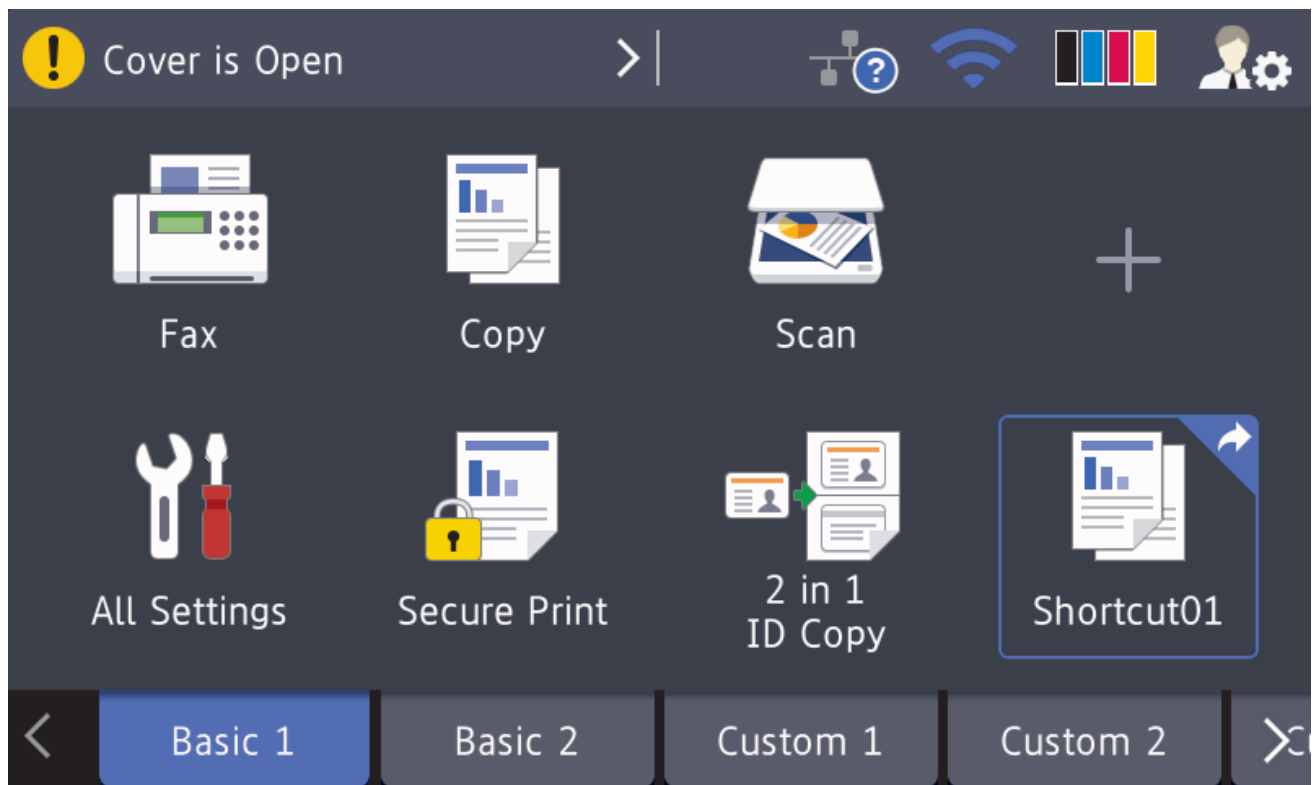 Cover is Open
Fax
Copy
Scan
All Settings
Secure Print
2 in 1
ID Copy
Shortcut01
Basic 1
Basic 2
Custom 1
Custom 2